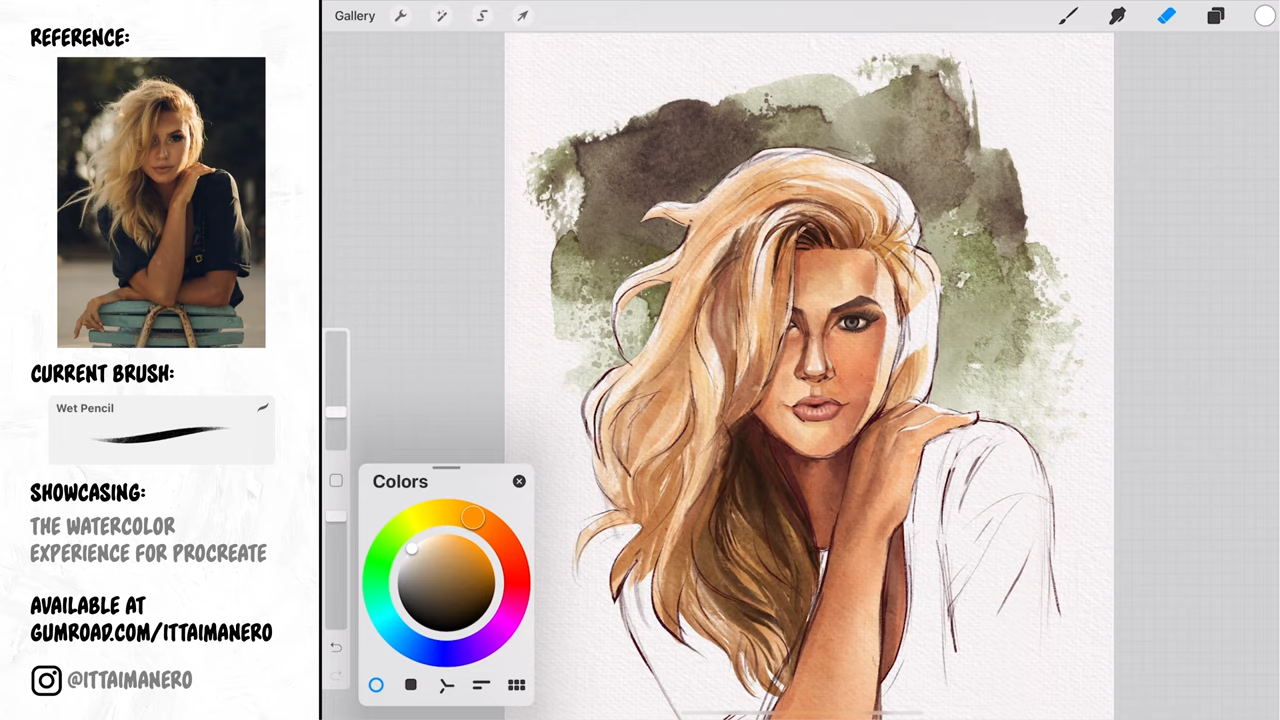 REFERENCE:
Gallery
CURRENT BRUSH:
Wet Pencil
SHOWCASING:
THE WATERCOLOR
EXPERIENCE FOR PROCREATE
AVAILABLE AT
GUMROAD.COM/ITTAIMANERO
@ITTAIMANERO
Colors